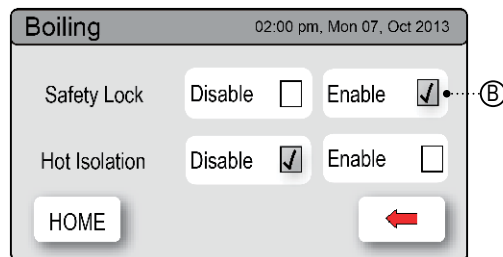 Boiling 02:00 pm, Mon 07, Oct 2013
Safety Lock Disable Enable B
Hot Isolation Disable Enable
HOME